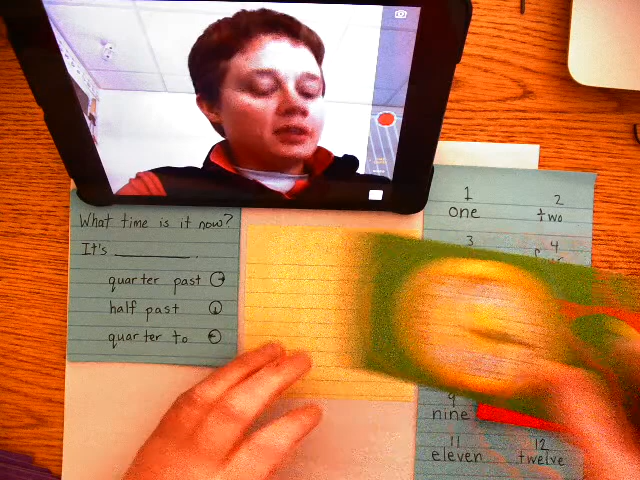 What time is it now?
It's ________.
quarter past
half past
quarter to
1 2
one two
3 4
9
nine
11 12
eleven twelve